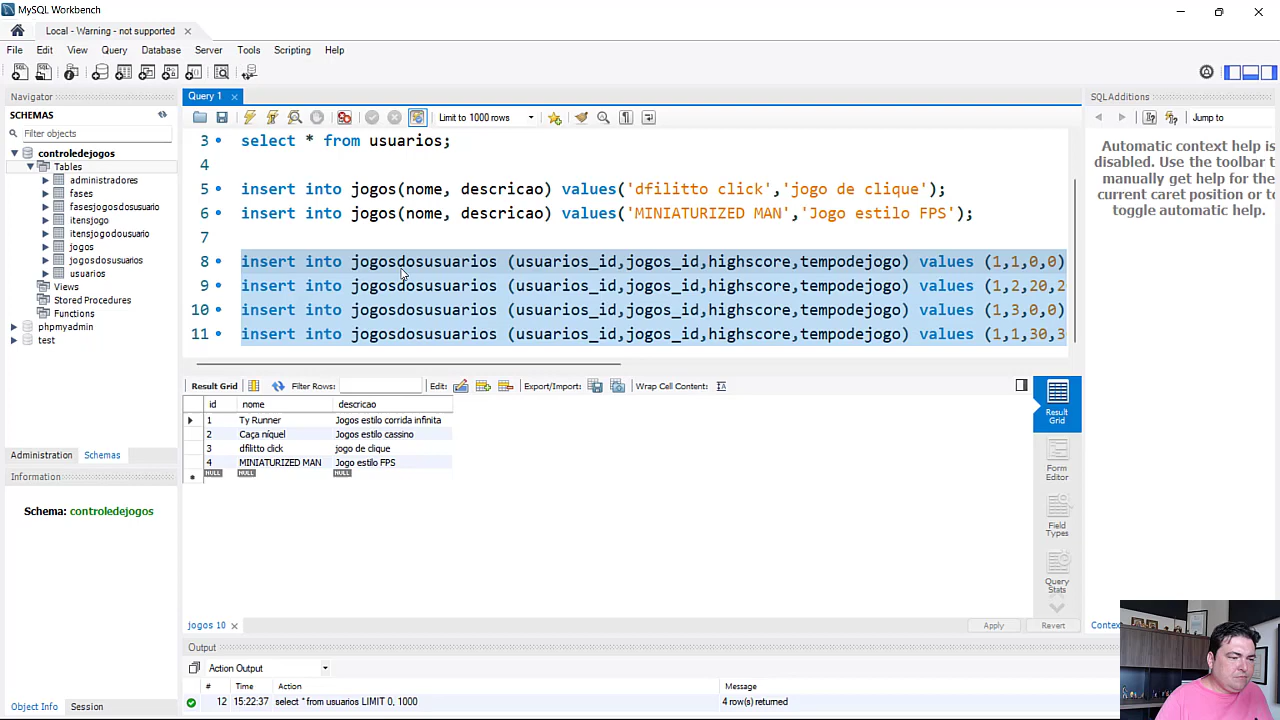 MySQL Workbench
Local - Warning - not supported
File Edit View Query Database Server Tools Scripting Help
Navigator
SCHEMAS
Filter objects
controledejogos
Tables
administradores
fases
fasesjogosdousuario
itensjogo
itensjogodousuario
jogos
jogosdosusuarios
usuarios
Views
Stored Procedures
Functions
phpmyadmin
test
Administration Schemas
Information
Schema: controledejogos
Object Info Session
Query 1
Limit to 1000 rows
3 select * from usuarios;
4
5 insert into jogos(nome, descricao) values('dfilitto click','jogo de clique');
6 insert into jogos(nome, descricao) values('MINIATURIZED MAN','Jogo estilo FPS');
7
8 insert into jogosdosusuarios (usuarios_id,jogos_id,highscore,tempodejogo) values (1,1,0,0)
9 insert into jogosdosusuarios (usuarios_id,jogos_id,highscore,tempodejogo) values (1,2,20,2
10 insert into jogosdosusuarios (usuarios_id,jogos_id,highscore,tempodejogo) values (1,3,0,0)
11 insert into jogosdosusuarios (usuarios_id,jogos_id,highscore,tempodejogo) values (1,1,30,3
Result Grid Filter Rows: Edit: Export/Import: Wrap Cell Content:
id nome descricao
1 Ty Runner Jogos estilo corrida infinita
2 Caça níquel Jogos estilo cassino
3 dfilitto click jogo de clique
4 MINIATURIZED MAN Jogo estilo FPS
NULL NULL NULL
Result Grid
Form Editor
Field Types
Query Stats
jogos 10 Apply Revert
Output
Action Output
# Time Action Message
12 15:22:37 select * from usuarios LIMIT 0, 1000 4 row(s) returned
SQLAdditions
Jump to
Automatic context help is
disabled. Use the toolbar t
manually get help for the
current caret position or to
toggle automatic help.
Contex